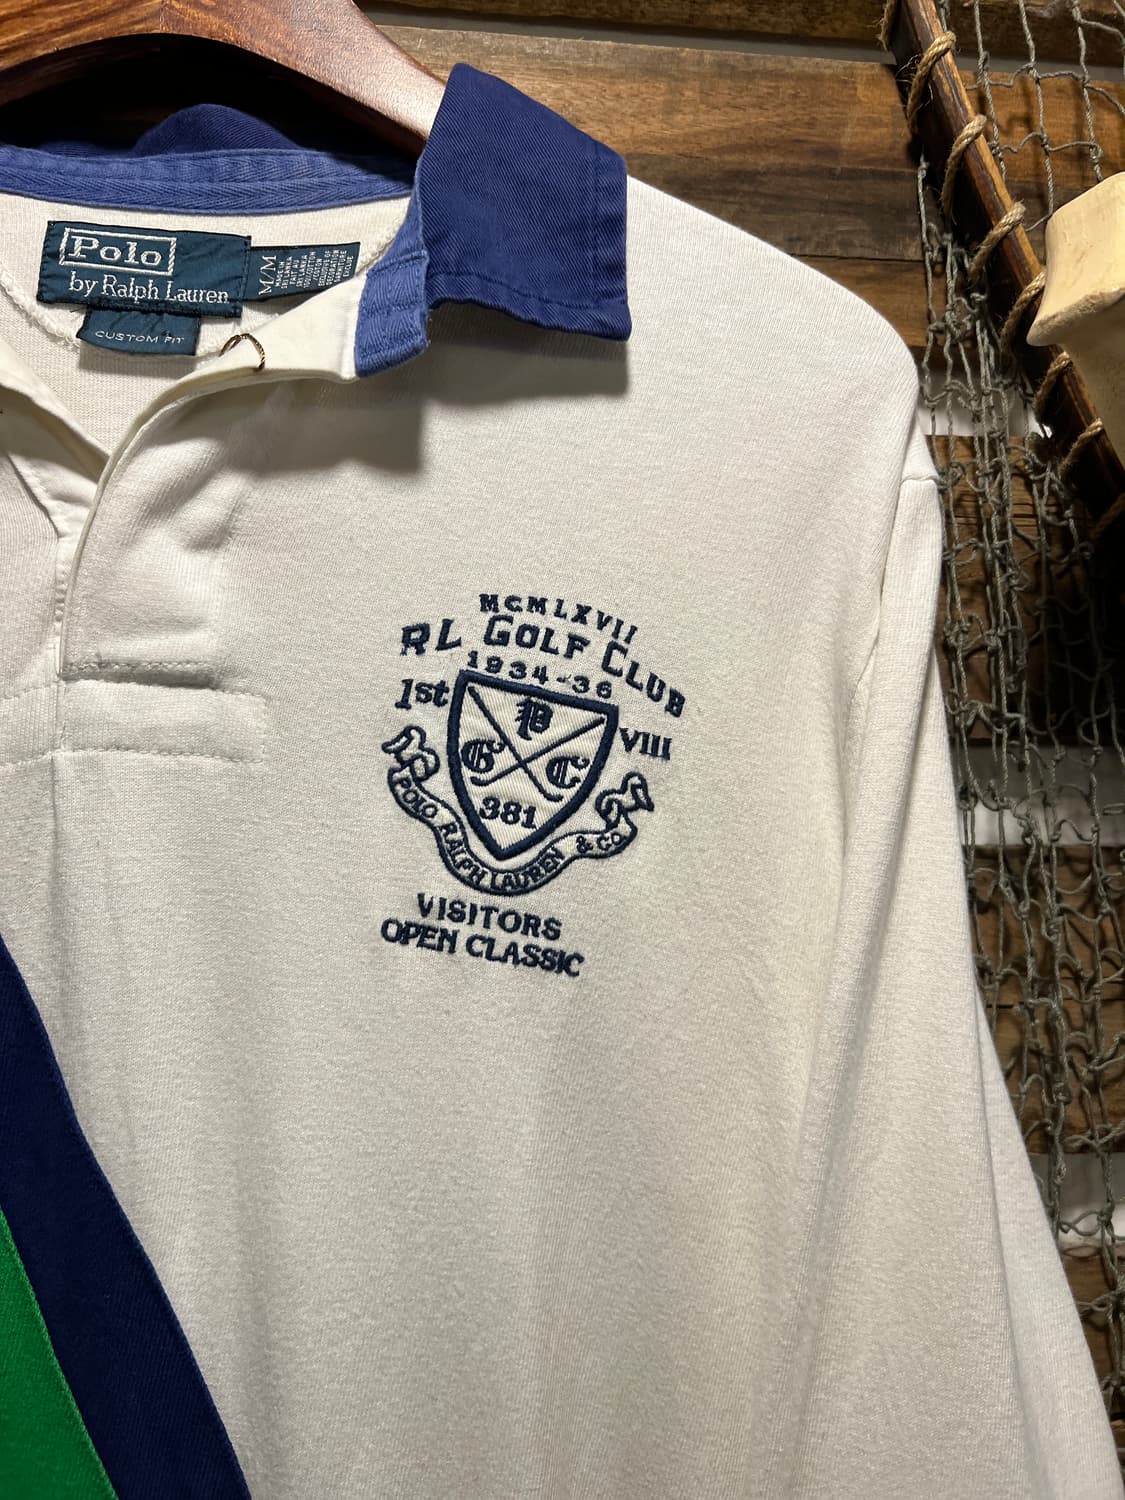 Polo
by Ralph Lauren
CUSTOM FIT
M/M
MCMLXVII
RL GOLF CLUB
1934-36
1st
VIII
P
G C
381
POLO RALPH LAUREN & CO
VISITORS
OPEN CLASSIC